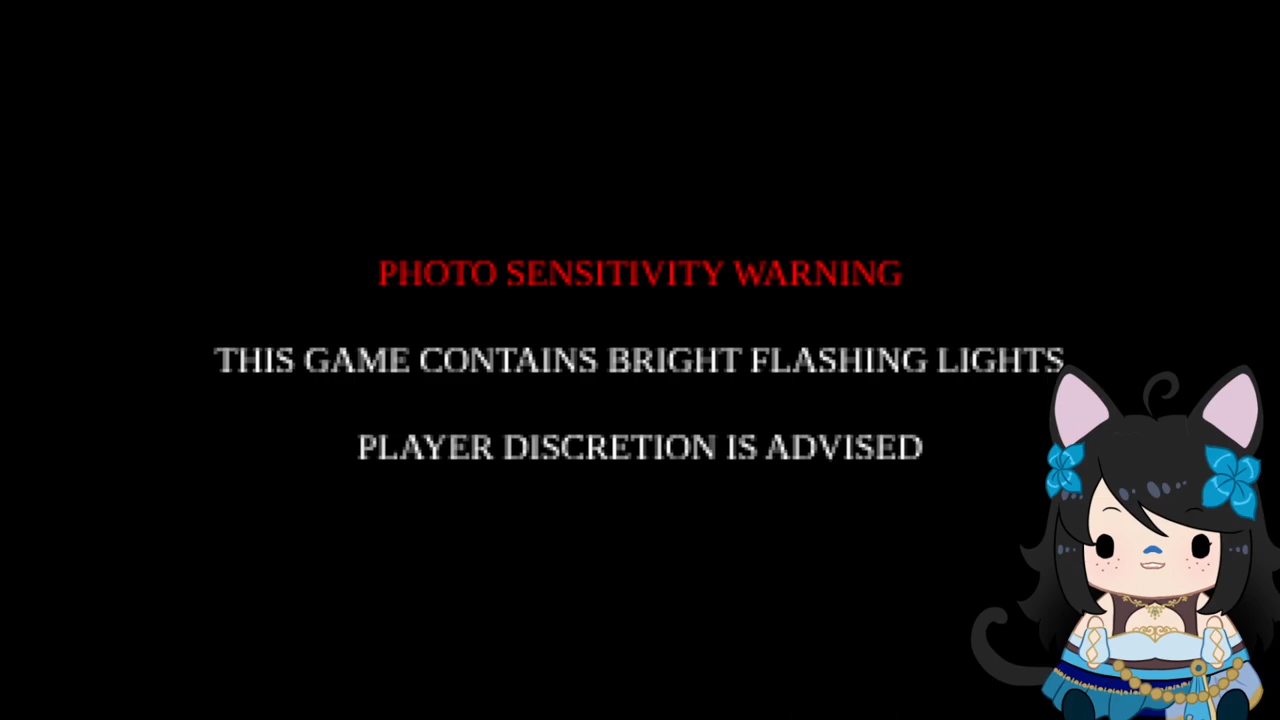 PHOTO SENSITIVITY WARNING
THIS GAME CONTAINS BRIGHT FLASHING LIGHTS
PLAYER DISCRETION IS ADVISED